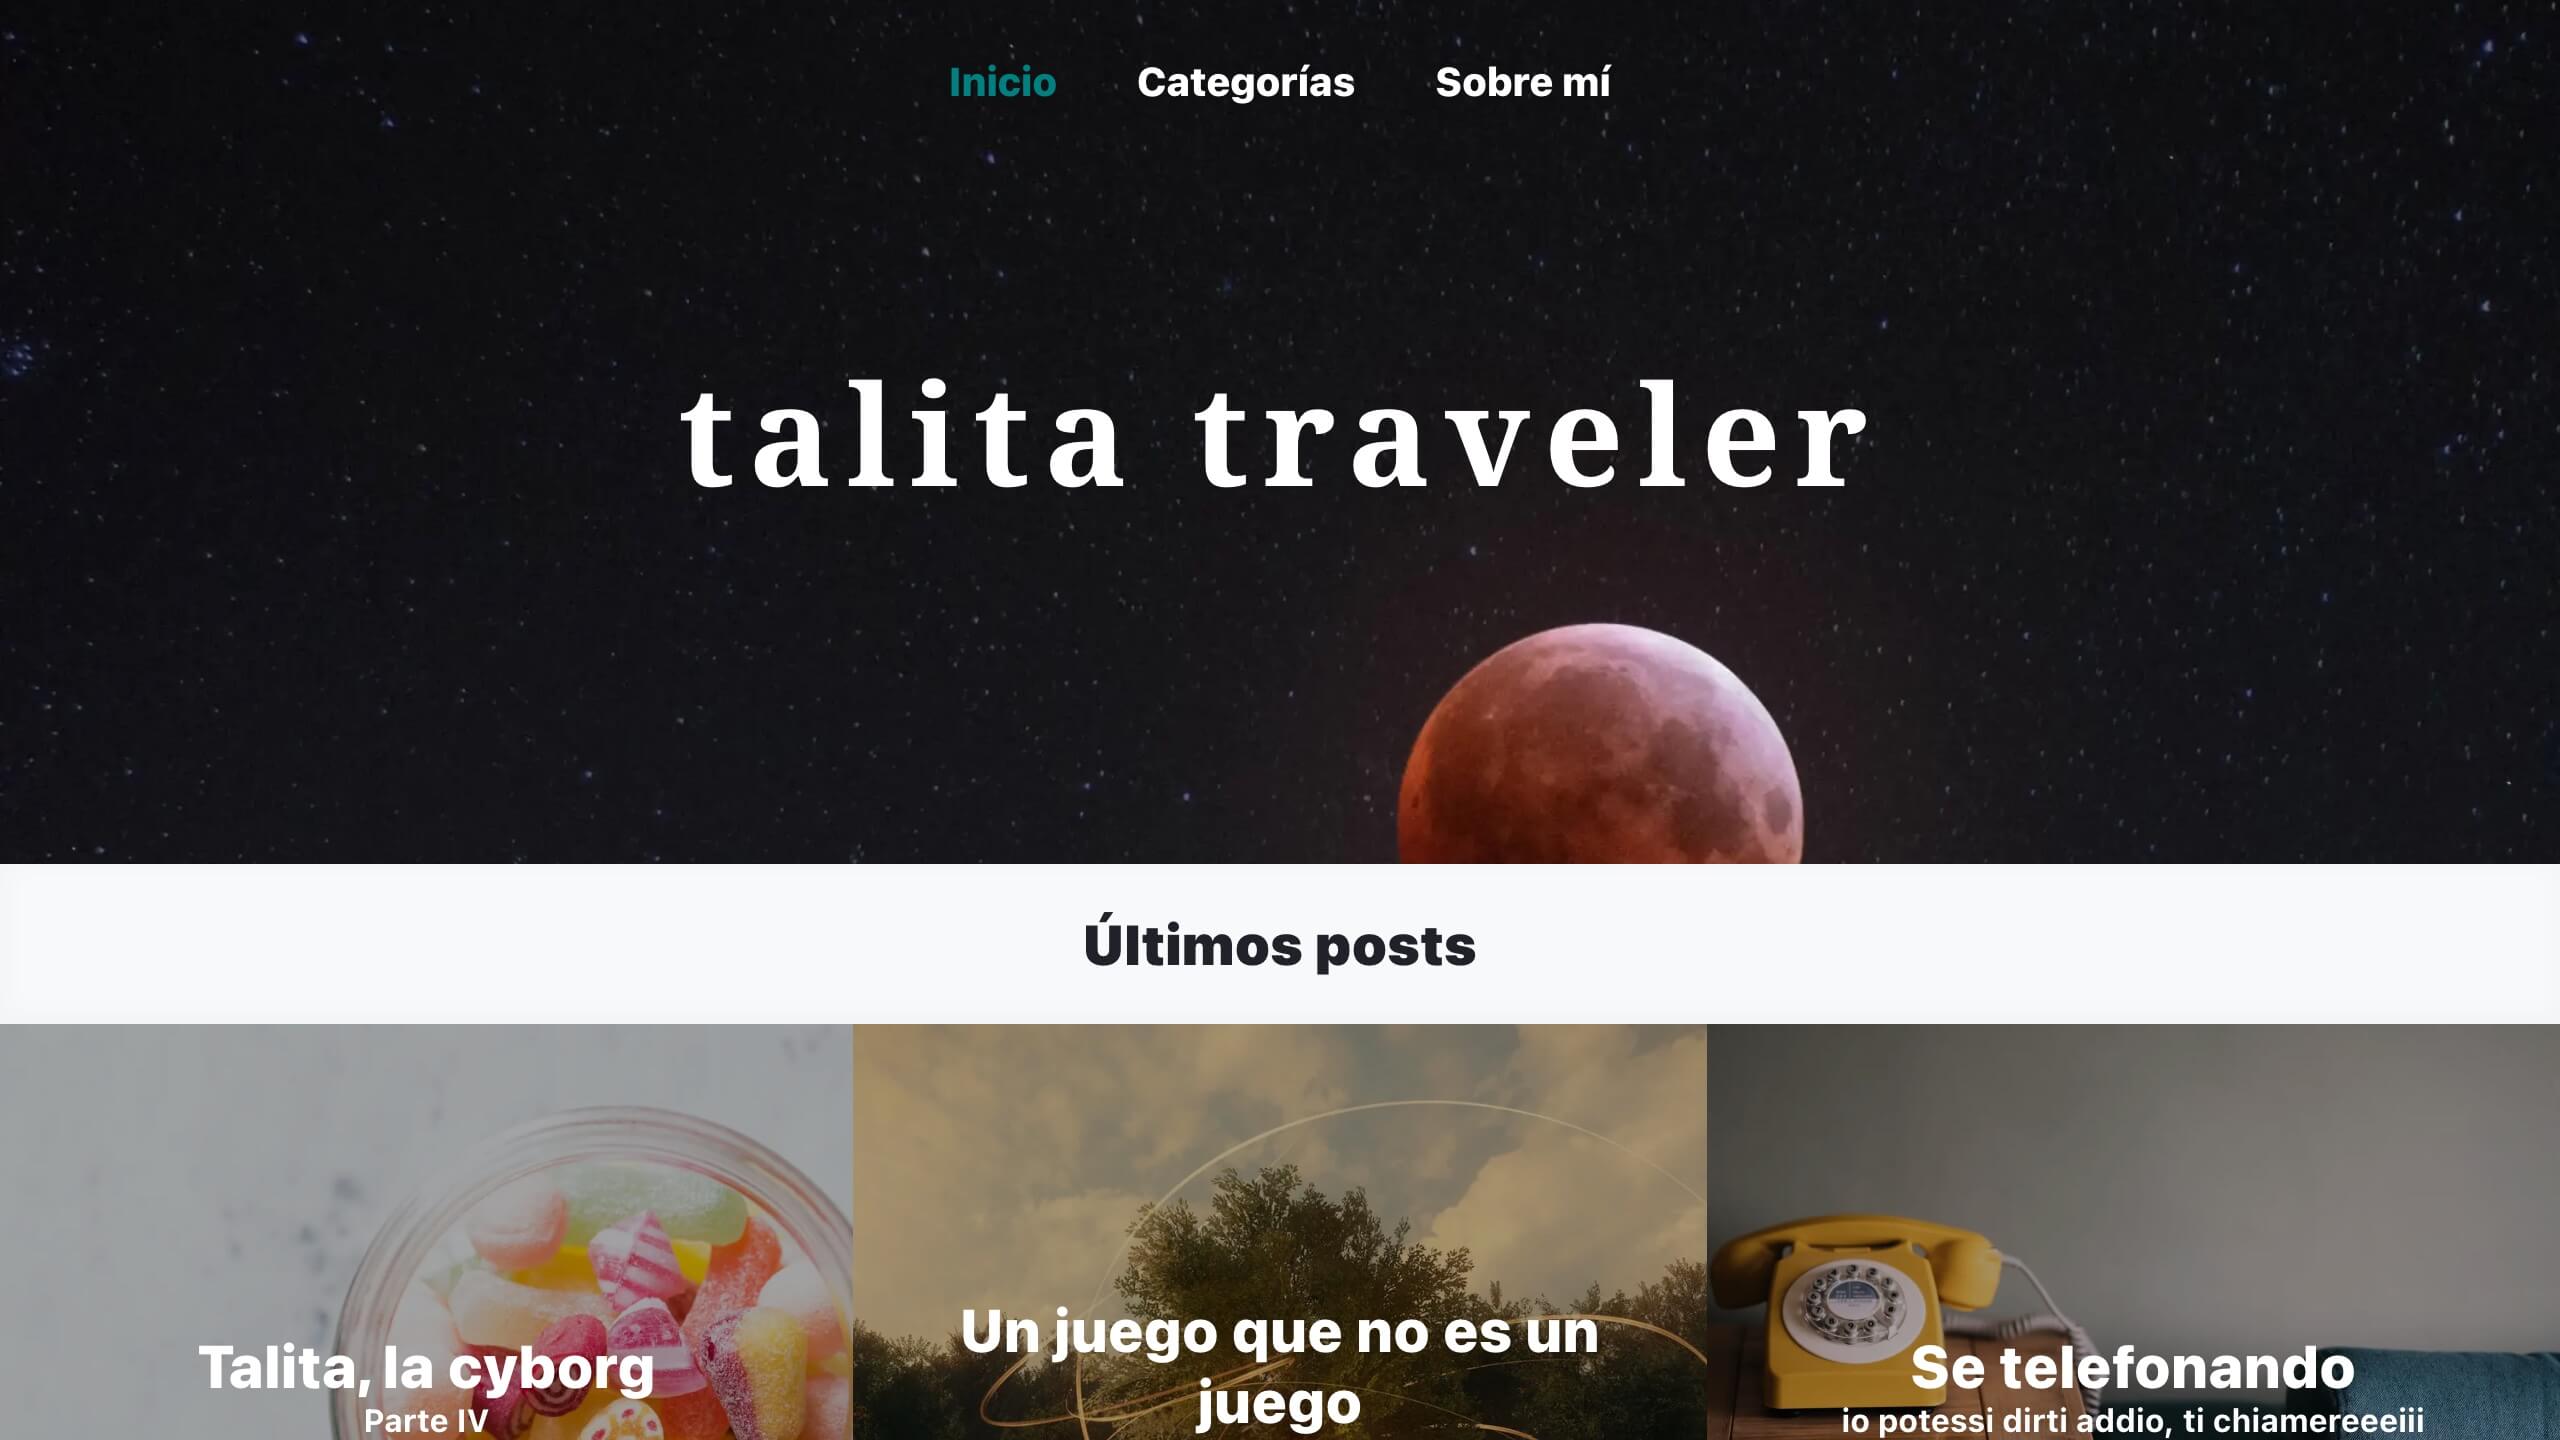 Inicio
Categorías
Sobre mí
talita traveler
Últimos posts
Talita, la cyborg
Parte IV
Un juego que no es un
juego
Se telefonando
io potessi dirti addio, ti chiamereeeiii